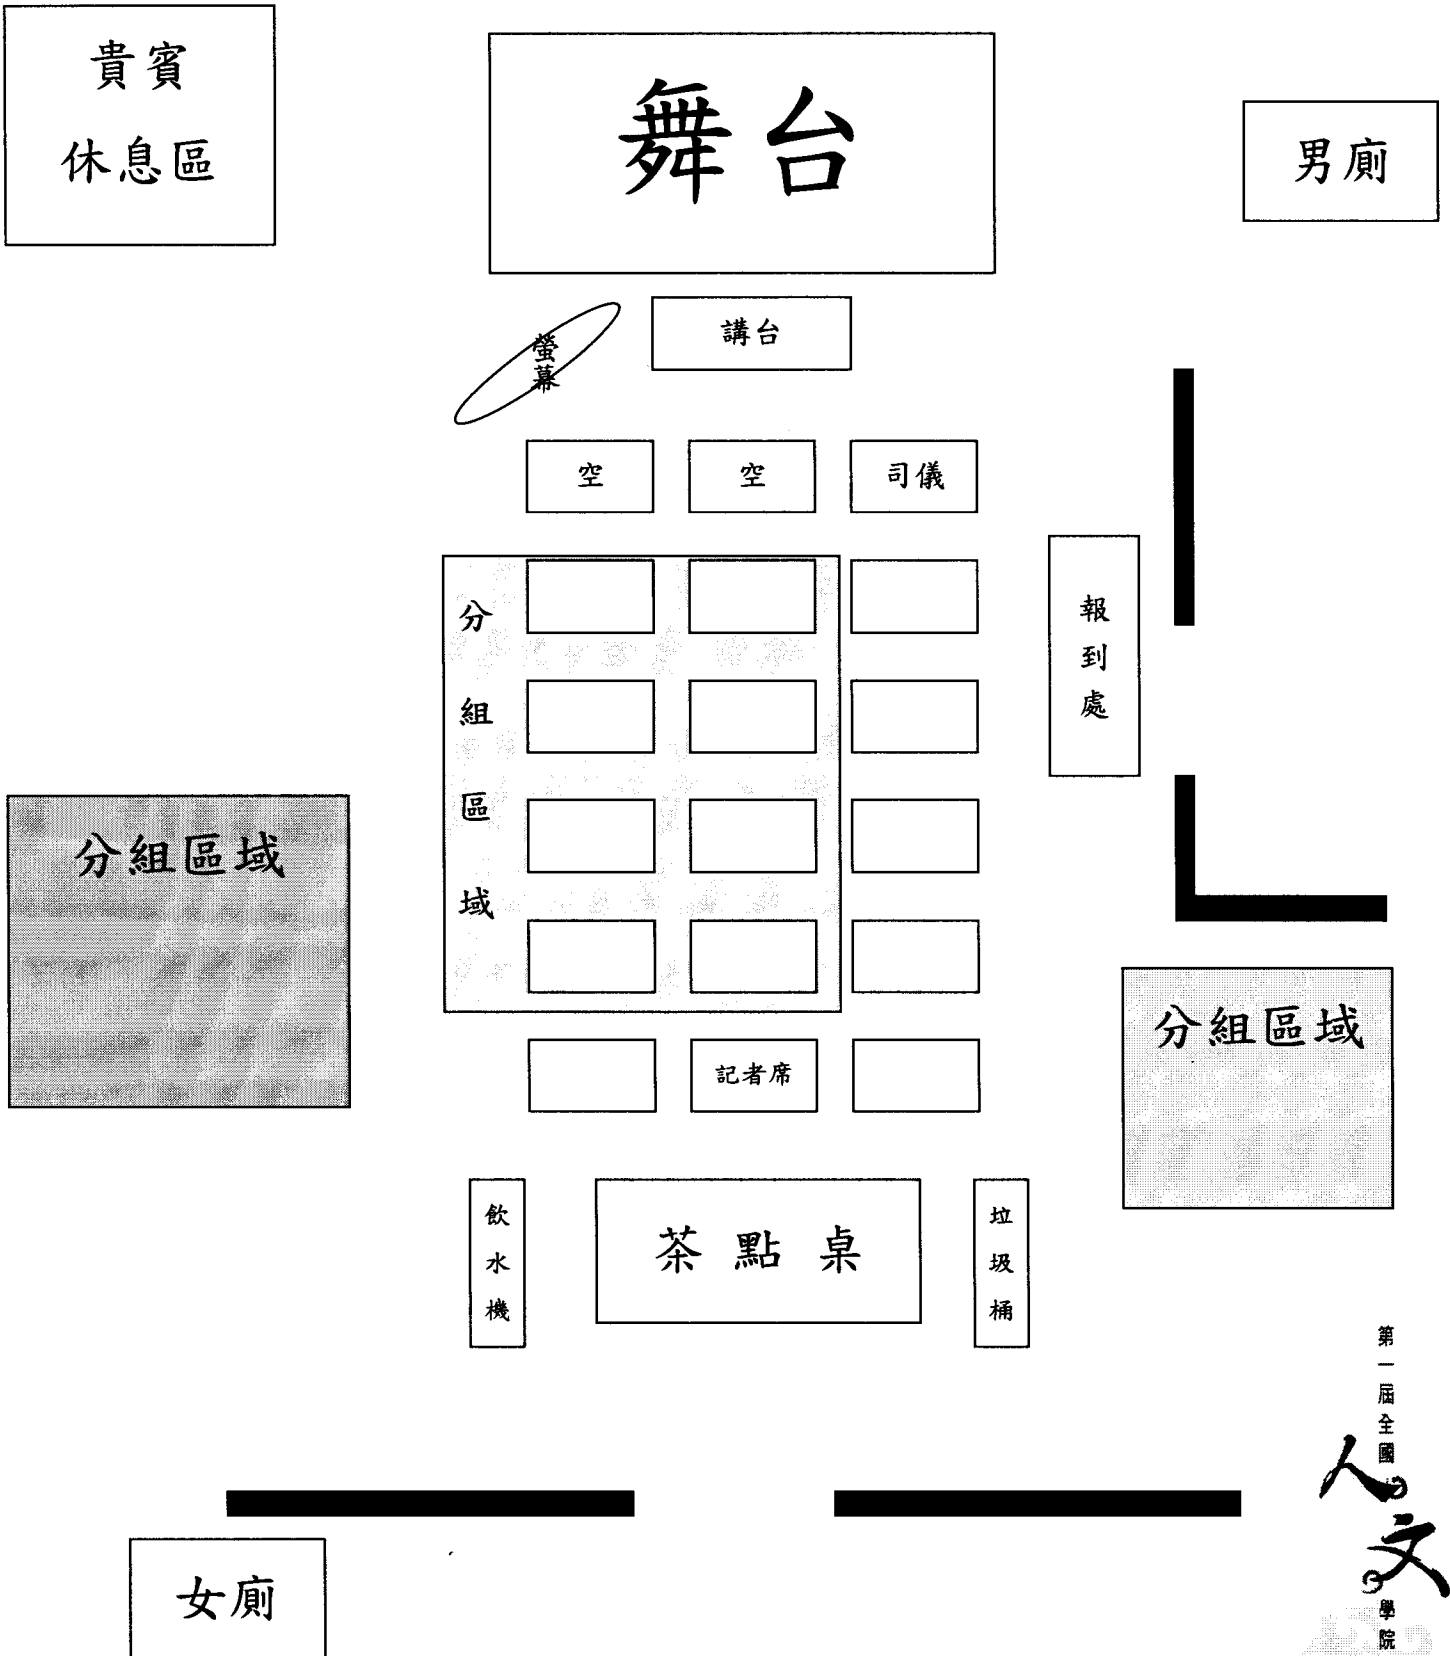 貴賓
休息區
舞台
男廁
講台
螢幕
空
空
司儀
分組區域
報到處
分組區域
分組區域
記者席
飲水機
茶點桌
垃圾桶
第一屆全國
人文
學院
女廁